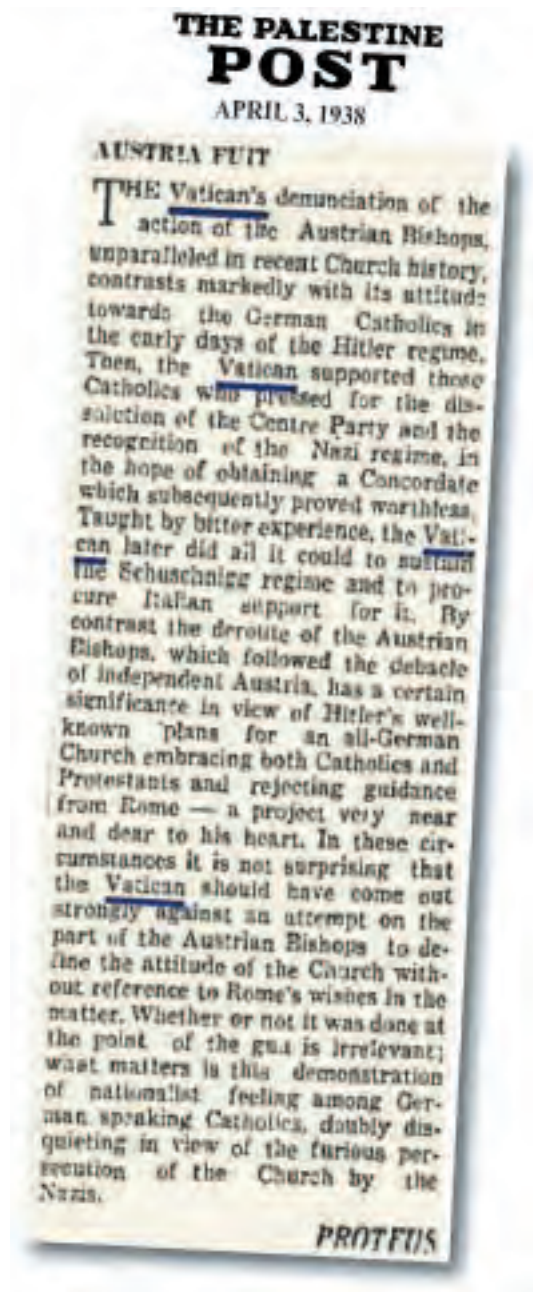 THE PALESTINE
POST
APRIL 3, 1938
AUSTRIA FUIT
THE Vatican's denunciation of the
action of the Austrian Bishops,
unparalleled in recent Church history,
contrasts markedly with its attitude
towards the German Catholics in
the early days of the Hitler regime.
Then, the Vatican supported those
Catholics who pressed for the dis-
solution of the Centre Party and the
recognition of the Nazi regime, in
the hope of obtaining a Concordate
which subsequently proved worthless.
Taught by bitter experience, the Vati-
can later did all it could to sustain
the Schuschnigg regime and to pro-
cure Italian support for it. By
contrast the deroute of the Austrian
Bishops, which followed the debacle
of independent Austria, has a certain
significance in view of Hitler's well-
known plans for an all-German
Church embracing both Catholics and
Protestants and rejecting guidance
from Rome — a project very near
and dear to his heart. In these cir-
cumstances it is not surprising that
the Vatican should have come out
strongly against an attempt on the
part of the Austrian Bishops to de-
fine the attitude of the Church with-
out reference to Rome's wishes in the
matter. Whether or not it was done at
the point of the gun is irrelevant;
what matters is this demonstration
of nationalist feeling among Ger-
man speaking Catholics, doubly dis-
quieting in view of the furious per-
secution of the Church by the
Nazis.
PROTEUS